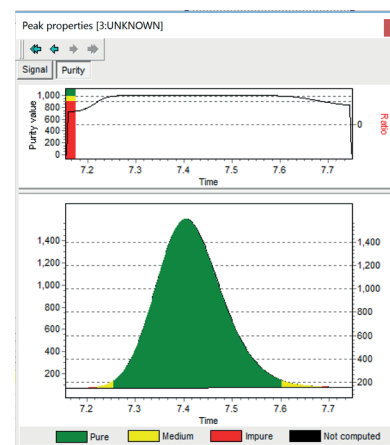 Peak properties [3:UNKNOWN]
Signal Purity
Purity value
1,000
800
600
400
200
0
0
Ratio
7.2 7.3 7.4 7.5 7.6 7.7
Time
1,400 1,400
1,200 1,200
1,000 1,000
800 800
600 600
400 400
200 200
7.2 7.3 7.4 7.5 7.6 7.7
Time
Pure Medium Impure Not computed